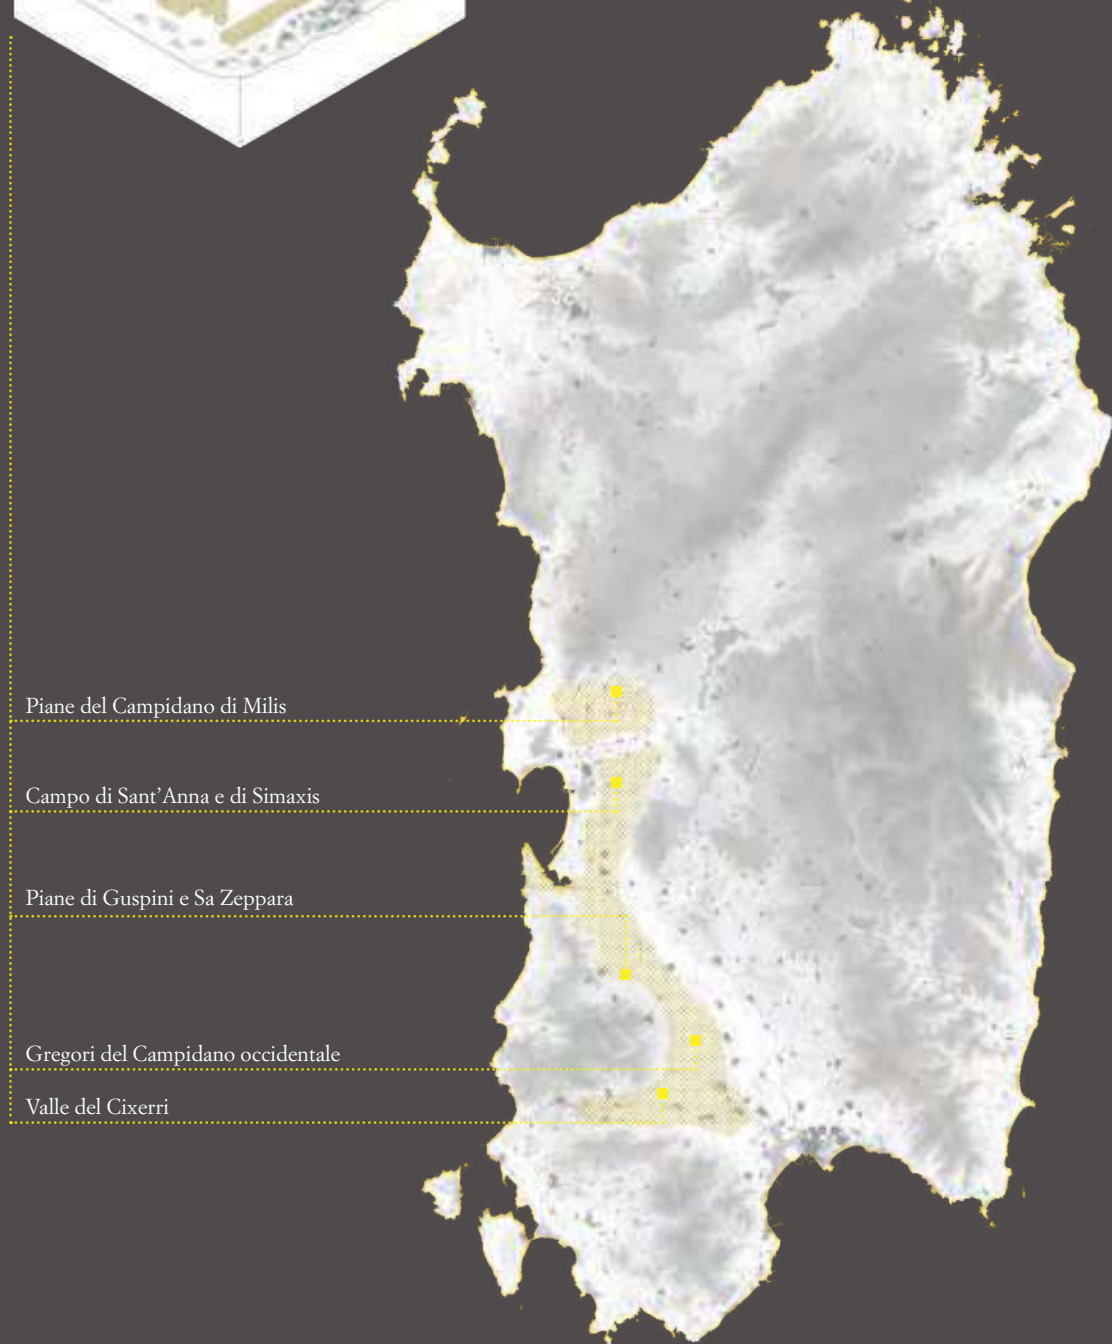 Piane del Campidano di Milis
Campo di Sant’Anna e di Simaxis
Piane di Guspini e Sa Zeppara
Gregori del Campidano occidentale
Valle del Cixerri